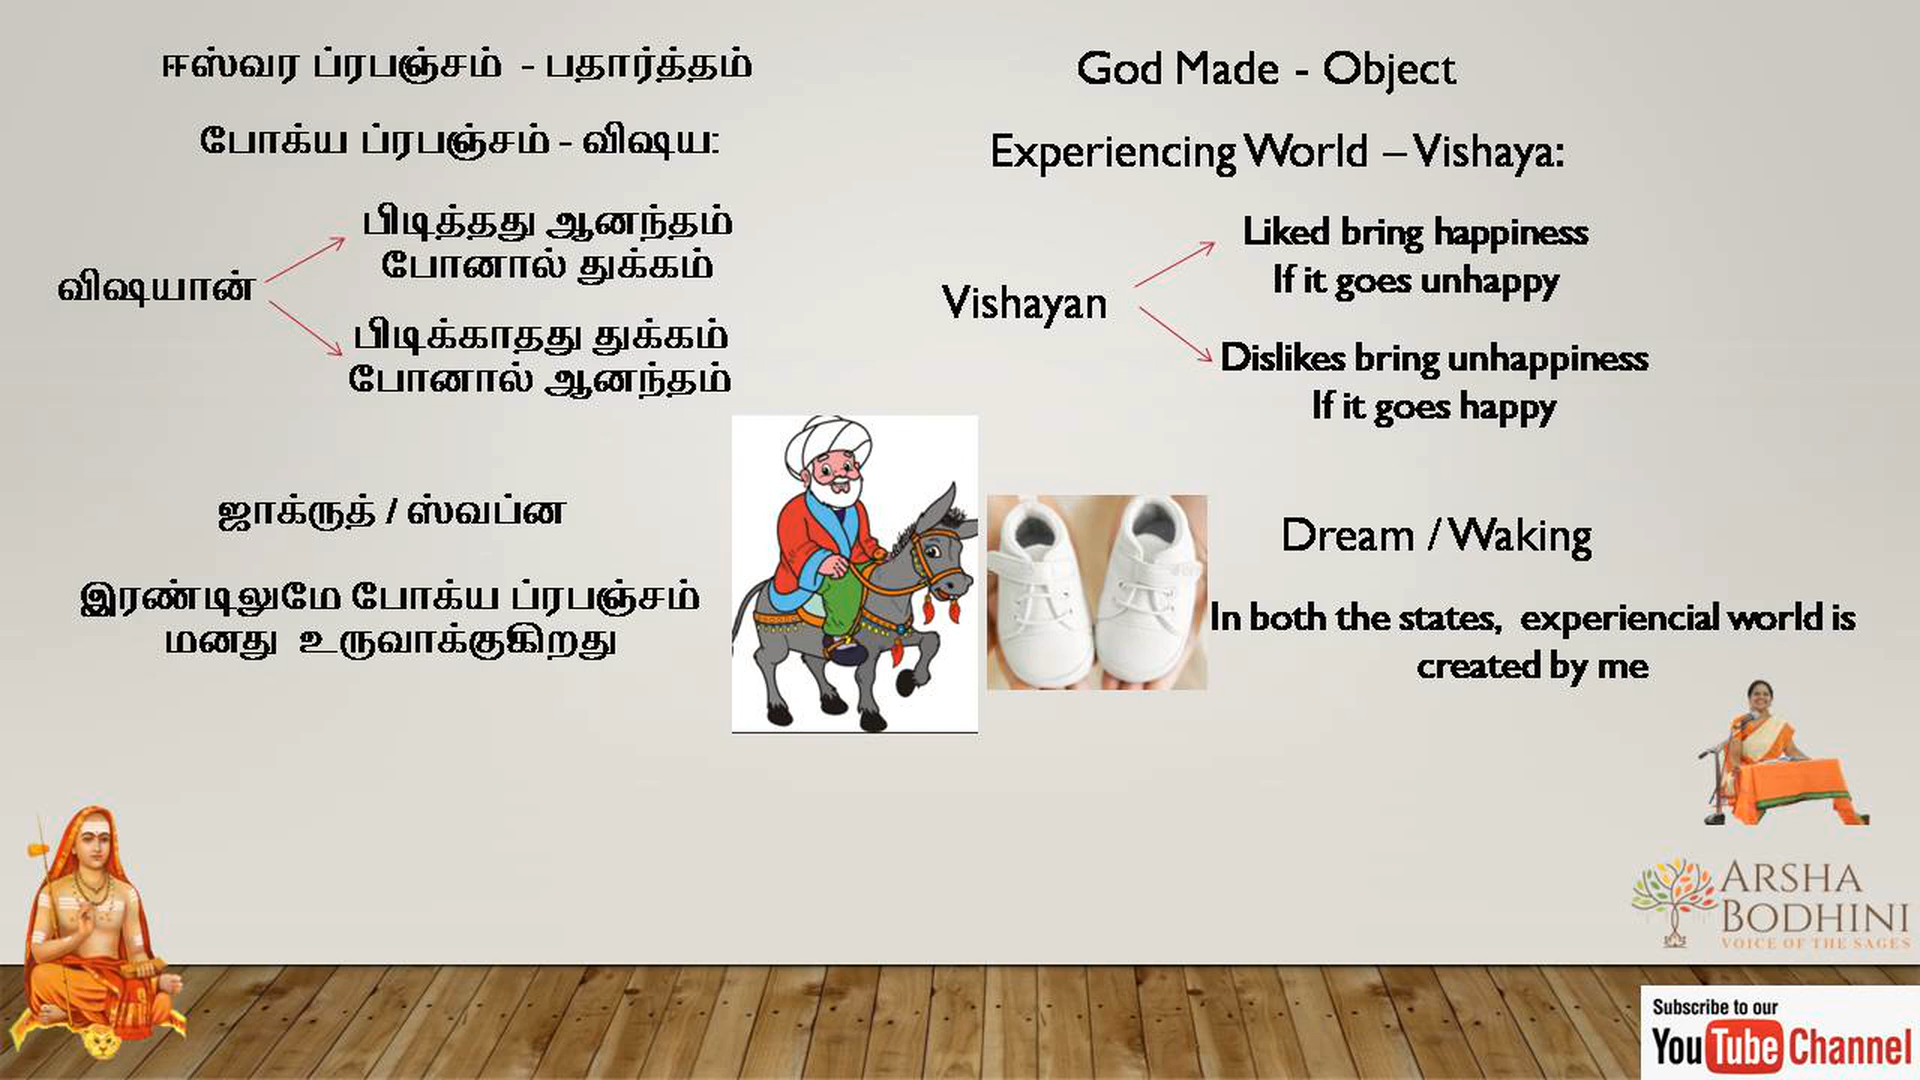 ஈஸ்வர ப்ரபஞ்சம் - பதார்த்தம்
போக்ய ப்ரபஞ்சம் - விஷய:
விஷயான்
பிடித்தது ஆனந்தம்
போனால் துக்கம்
பிடிக்காதது துக்கம்
போனால் ஆனந்தம்
ஜாக்ருத் / ஸ்வப்ன
இரண்டிலுமே போக்ய ப்ரபஞ்சம்
மனது உருவாக்குகிறது
God Made - Object
Experiencing World – Vishaya:
Vishayan
Liked bring happiness
If it goes unhappy
Dislikes bring unhappiness
If it goes happy
Dream / Waking
In both the states, experiencial world is
created by me
ARSHA
BODHINI
VOICE OF THE SAGES
Subscribe to our
YouTube Channel